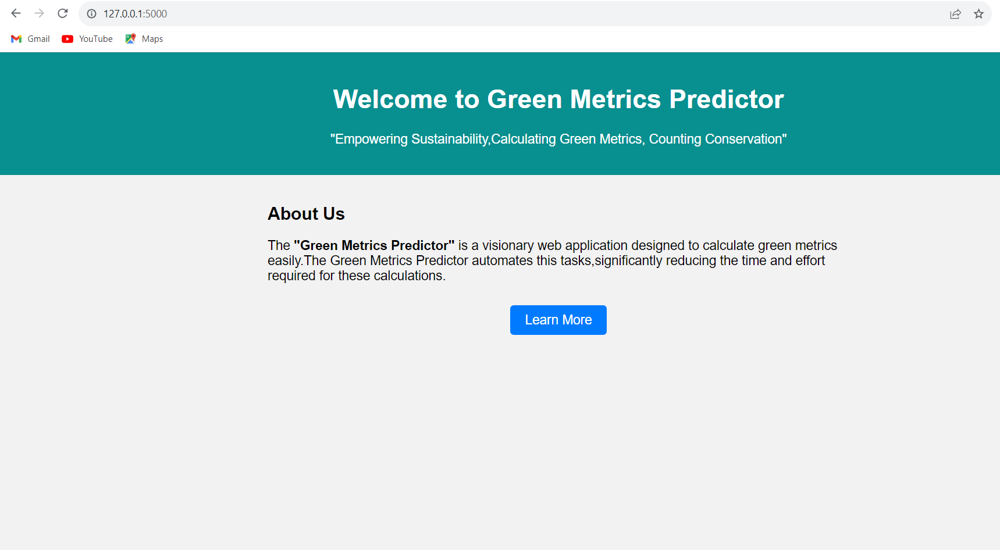 127.0.0.1:5000
Gmail YouTube Maps
Welcome to Green Metrics Predictor
"Empowering Sustainability,Calculating Green Metrics, Counting Conservation"
About Us
The "Green Metrics Predictor" is a visionary web application designed to calculate green metrics
easily.The Green Metrics Predictor automates this tasks,significantly reducing the time and effort
required for these calculations.
Learn More